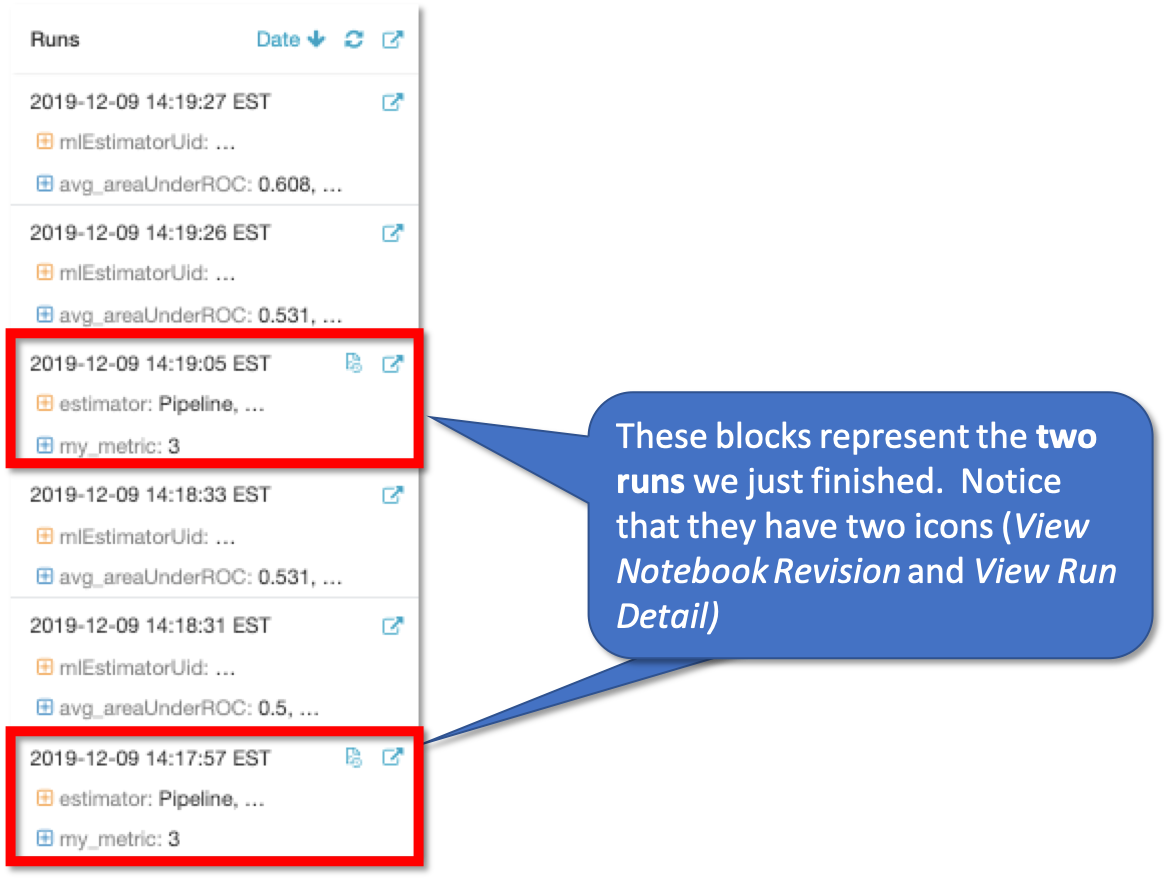 Runs Date
2019-12-09 14:19:27 EST
mlEstimatorUid: ...
avg_areaUnderROC: 0.608, ...
2019-12-09 14:19:26 EST
mlEstimatorUid: ...
avg_areaUnderROC: 0.531, ...
2019-12-09 14:19:05 EST
estimator: Pipeline, ...
my_metric: 3
2019-12-09 14:18:33 EST
mlEstimatorUid: ...
avg_areaUnderROC: 0.531, ...
2019-12-09 14:18:31 EST
mlEstimatorUid: ...
avg_areaUnderROC: 0.5, ...
2019-12-09 14:17:57 EST
estimator: Pipeline, ...
my_metric: 3
These blocks represent the two
runs we just finished.  Notice
that they have two icons (View
Notebook Revision and View Run
Detail)